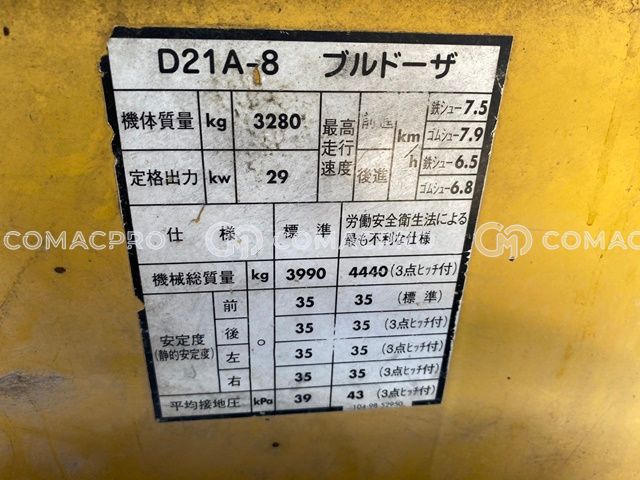 D21A-8 ブルドーザ
機体質量 kg 3280 最高走行速度 前進 km/h 鉄シュー7.5
ゴムシュー7.9
定格出力 kw 29 後進 鉄シュー6.5
ゴムシュー6.8
仕様 標準 労働安全衛生法による
最も不利な仕様
機械総質量 kg 3990 4440(3点ヒッチ付)
安定度 (静的安定度) 前 ° 35 35 (標準)
後 35 35 (3点ヒッチ付)
左 35 35 (3点ヒッチ付)
右 35 35 (3点ヒッチ付)
平均接地圧 kPa 39 43 (3点ヒッチ付)
COMACPRO COMACPRO COMAC